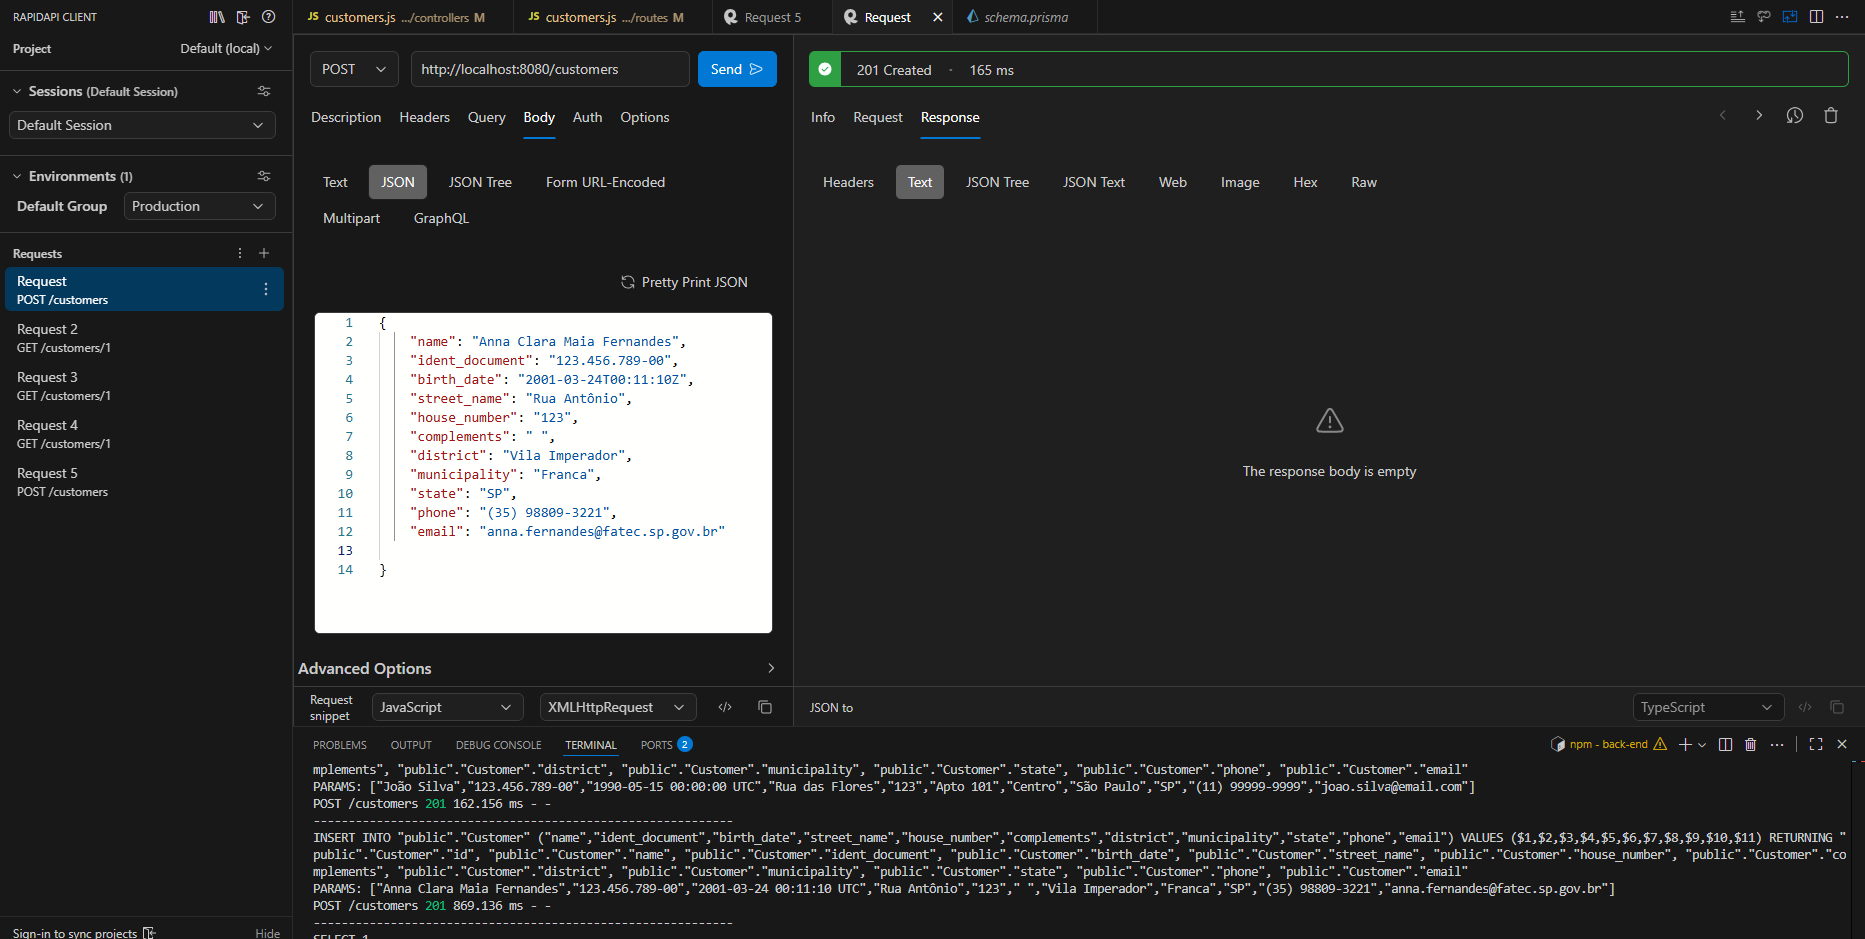 RAPIDAPI CLIENT
Project
Default (local)
Sessions (Default Session)
Default Session
Environments (1)
Default Group
Production
Requests
Request
POST /customers
Request 2
GET /customers/1
Request 3
GET /customers/1
Request 4
GET /customers/1
Request 5
POST /customers
Sign-in to sync projects
Hide
JS customers.js .../controllers M
JS customers.js .../routes M
Request 5
Request
schema.prisma
POST
http://localhost:8080/customers
Send
Description Headers Query Body Auth Options
Text JSON JSON Tree Form URL-Encoded
Multipart GraphQL
Pretty Print JSON
1 {
2 "name": "Anna Clara Maia Fernandes",
3 "ident_document": "123.456.789-00",
4 "birth_date": "2001-03-24T00:11:10Z",
5 "street_name": "Rua Antônio",
6 "house_number": "123",
7 "complements": " ",
8 "district": "Vila Imperador",
9 "municipality": "Franca",
10 "state": "SP",
11 "phone": "(35) 98809-3221",
12 "email": "anna.fernandes@fatec.sp.gov.br"
13
14 }
Advanced Options
Request snippet
JavaScript
XMLHttpRequest
201 Created · 165 ms
Info Request Response
Headers Text JSON Tree JSON Text Web Image Hex Raw
The response body is empty
JSON to
TypeScript
PROBLEMS OUTPUT DEBUG CONSOLE TERMINAL PORTS 2
npm - back-end
mplements", "public"."Customer"."district", "public"."Customer"."municipality", "public"."Customer"."state", "public"."Customer"."phone", "public"."Customer"."email"
PARAMS: ["João Silva","123.456.789-00","1990-05-15 00:00:00 UTC","Rua das Flores","123","Apto 101","Centro","São Paulo","SP","(11) 99999-9999","joao.silva@email.com"]
POST /customers 201 162.156 ms - -
------------------------------------------------------------
INSERT INTO "public"."Customer" ("name","ident_document","birth_date","street_name","house_number","complements","district","municipality","state","phone","email") VALUES ($1,$2,$3,$4,$5,$6,$7,$8,$9,$10,$11) RETURNING "
public"."Customer"."id", "public"."Customer"."name", "public"."Customer"."ident_document", "public"."Customer"."birth_date", "public"."Customer"."street_name", "public"."Customer"."house_number", "public"."Customer"."co
mplements", "public"."Customer"."district", "public"."Customer"."municipality", "public"."Customer"."state", "public"."Customer"."phone", "public"."Customer"."email"
PARAMS: ["Anna Clara Maia Fernandes","123.456.789-00","2001-03-24 00:11:10 UTC","Rua Antônio","123"," ","Vila Imperador","Franca","SP","(35) 98809-3221","anna.fernandes@fatec.sp.gov.br"]
POST /customers 201 869.136 ms - -
------------------------------------------------------------
SELECT 1